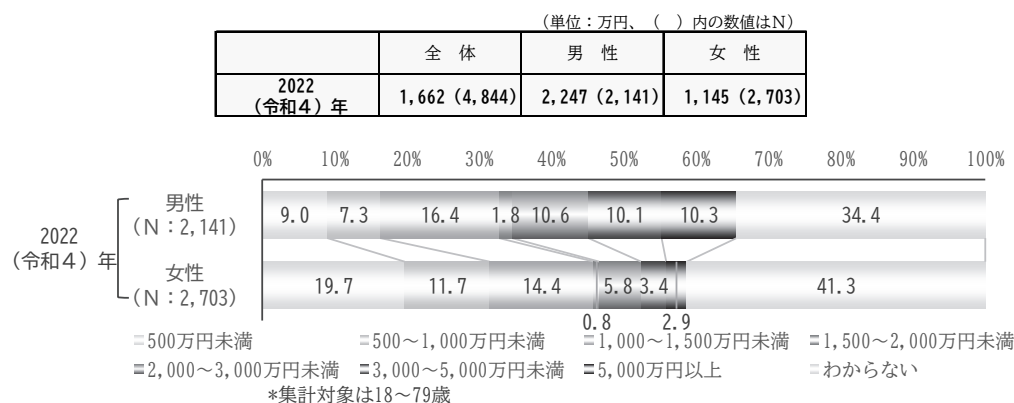 (単位：万円、（　）内の数値はＮ)
全　体　男　性　女　性
2022
（令和４）年　1,662（4,844）　2,247（2,141）　1,145（2,703）
0%　10%　20%　30%　40%　50%　60%　70%　80%　90%　100%
男性
（Ｎ：2,141）
9.0　7.3　16.4　1.8　10.6　10.1　10.3　34.4
2022
（令和４）年
女性
（Ｎ：2,703）
19.7　11.7　14.4　5.8　3.4　41.3
0.8　2.9
500万円未満　500～1,000万円未満　1,000～1,500万円未満　1,500～2,000万円未満
2,000～3,000万円未満　3,000～5,000万円未満　5,000万円以上　わからない
*集計対象は18～79歳